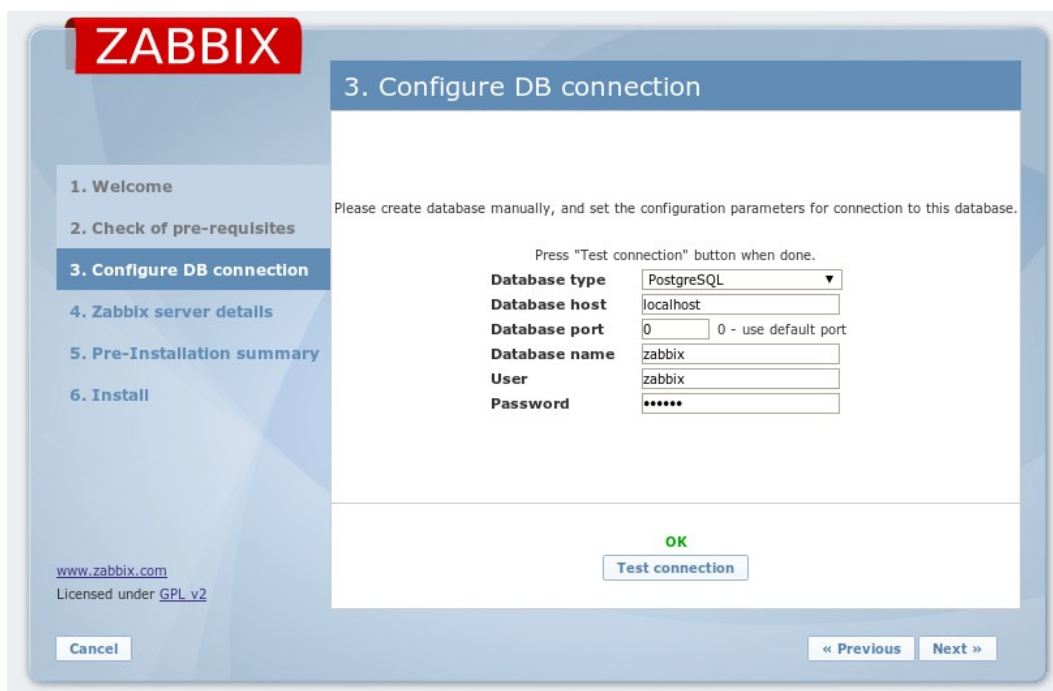 ZABBIX
3. Configure DB connection
1. Welcome
2. Check of pre-requisites
3. Configure DB connection
4. Zabbix server details
5. Pre-Installation summary
6. Install
Please create database manually, and set the configuration parameters for connection to this database.
Press "Test connection" button when done.
Database type PostgreSQL ▼
Database host localhost
Database port 0 0 - use default port
Database name zabbix
User zabbix
Password ••••••
OK
Test connection
www.zabbix.com
Licensed under GPL v2
Cancel « Previous Next »